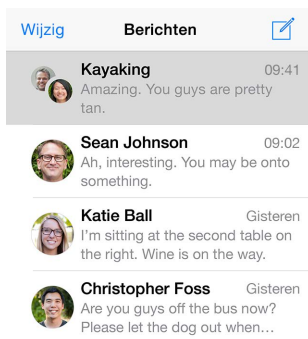 Wijzig Berichten
Kayaking 09:41
Amazing. You guys are pretty
tan.
Sean Johnson 09:02
Ah, interesting. You may be onto
something.
Katie Ball Gisteren
I'm sitting at the second table on
the right. Wine is on the way.
Christopher Foss Gisteren
Are you guys off the bus now?
Please let the dog out when...